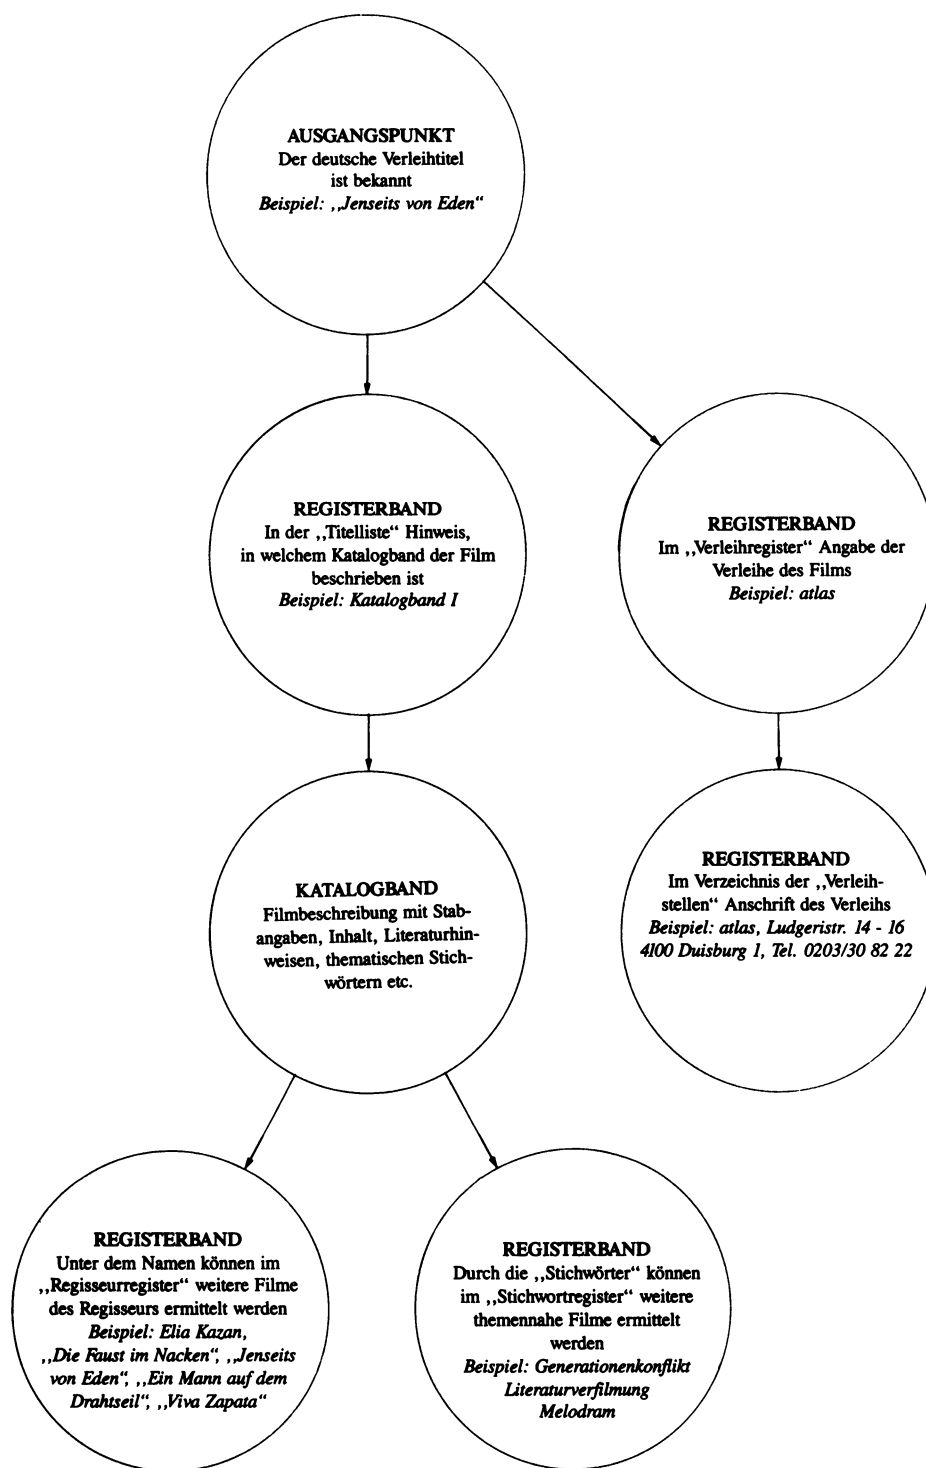 AUSGANGSPUNKT
Der deutsche Verleihtitel
ist bekannt
Beispiel: ,,Jenseits von Eden“
REGISTERBAND
In der ,,Titelliste“ Hinweis,
in welchem Katalogband der Film
beschrieben ist
Beispiel: Katalogband I
REGISTERBAND
Im ,,Verleihregister“ Angabe der
Verleihe des Films
Beispiel: atlas
KATALOGBAND
Filmbeschreibung mit Stab-
angaben, Inhalt, Literaturhin-
weisen, thematischen Stich-
wörtern etc.
REGISTERBAND
Im Verzeichnis der ,,Verleih-
stellen“ Anschrift des Verleihs
Beispiel: atlas, Ludgeristr. 14 - 16
4100 Duisburg 1, Tel. 0203/30 82 22
REGISTERBAND
Unter dem Namen können im
,,Regisseurregister“ weitere Filme
des Regisseurs ermittelt werden
Beispiel: Elia Kazan,
,,Die Faust im Nacken“, ,,Jenseits
von Eden“, ,,Ein Mann auf dem
Drahtseil“, ,,Viva Zapata“
REGISTERBAND
Durch die ,,Stichwörter“ können
im ,,Stichwortregister“ weitere
themennahe Filme ermittelt
werden
Beispiel: Generationenkonflikt
Literaturverfilmung
Melodram